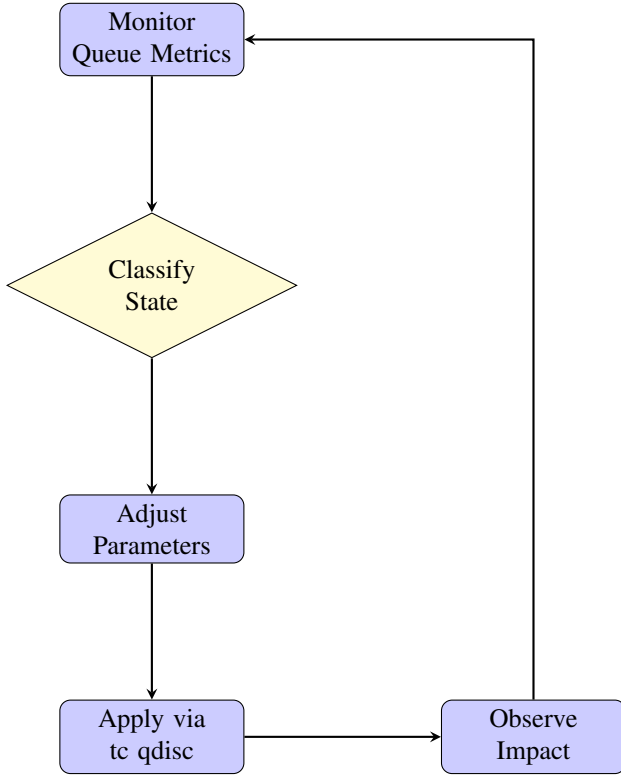 Monitor
Queue Metrics
Classify
State
Adjust
Parameters
Apply via
tc qdisc
Observe
Impact